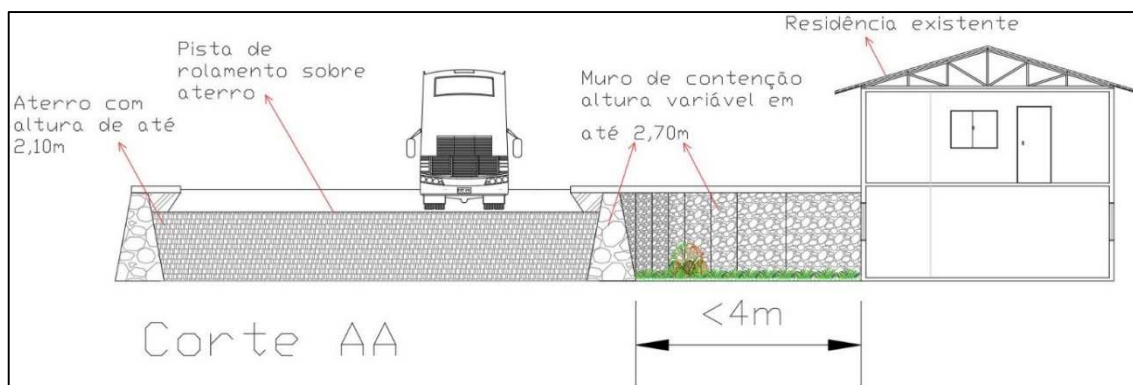 Aterro com
altura de até
2,10m
Pista de
rolamento sobre
aterro
Muro de contenção
altura variável em
até 2,70m
Residência existente
<4m
Corte AA